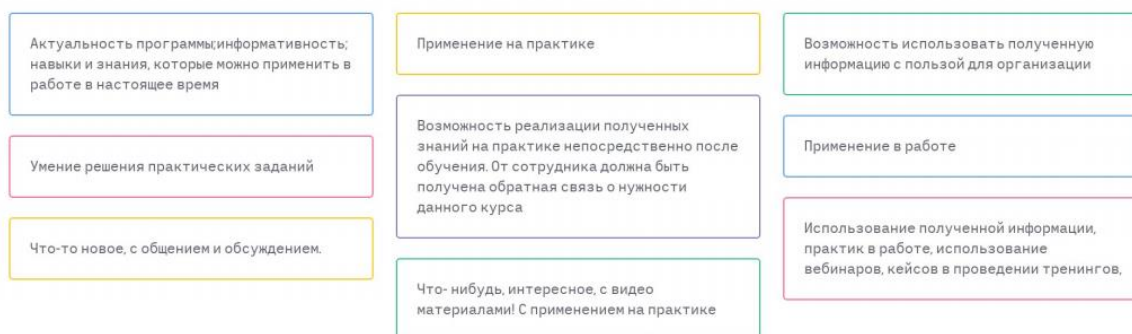 Актуальность программы;информативность;
навыки и знания, которые можно применить в
работе в настоящее время
Умение решения практических заданий
Что-то новое, с общением и обсуждением.
Применение на практике
Возможность реализации полученных
знаний на практике непосредственно после
обучения. От сотрудника должна быть
получена обратная связь о нужности
данного курса
Что- нибудь, интересное, с видео
материалами! С применением на практике
Возможность использовать полученную
информацию с пользой для организации
Применение в работе
Использование полученной информации,
практик в работе, использование
вебинаров, кейсов в проведении тренингов,